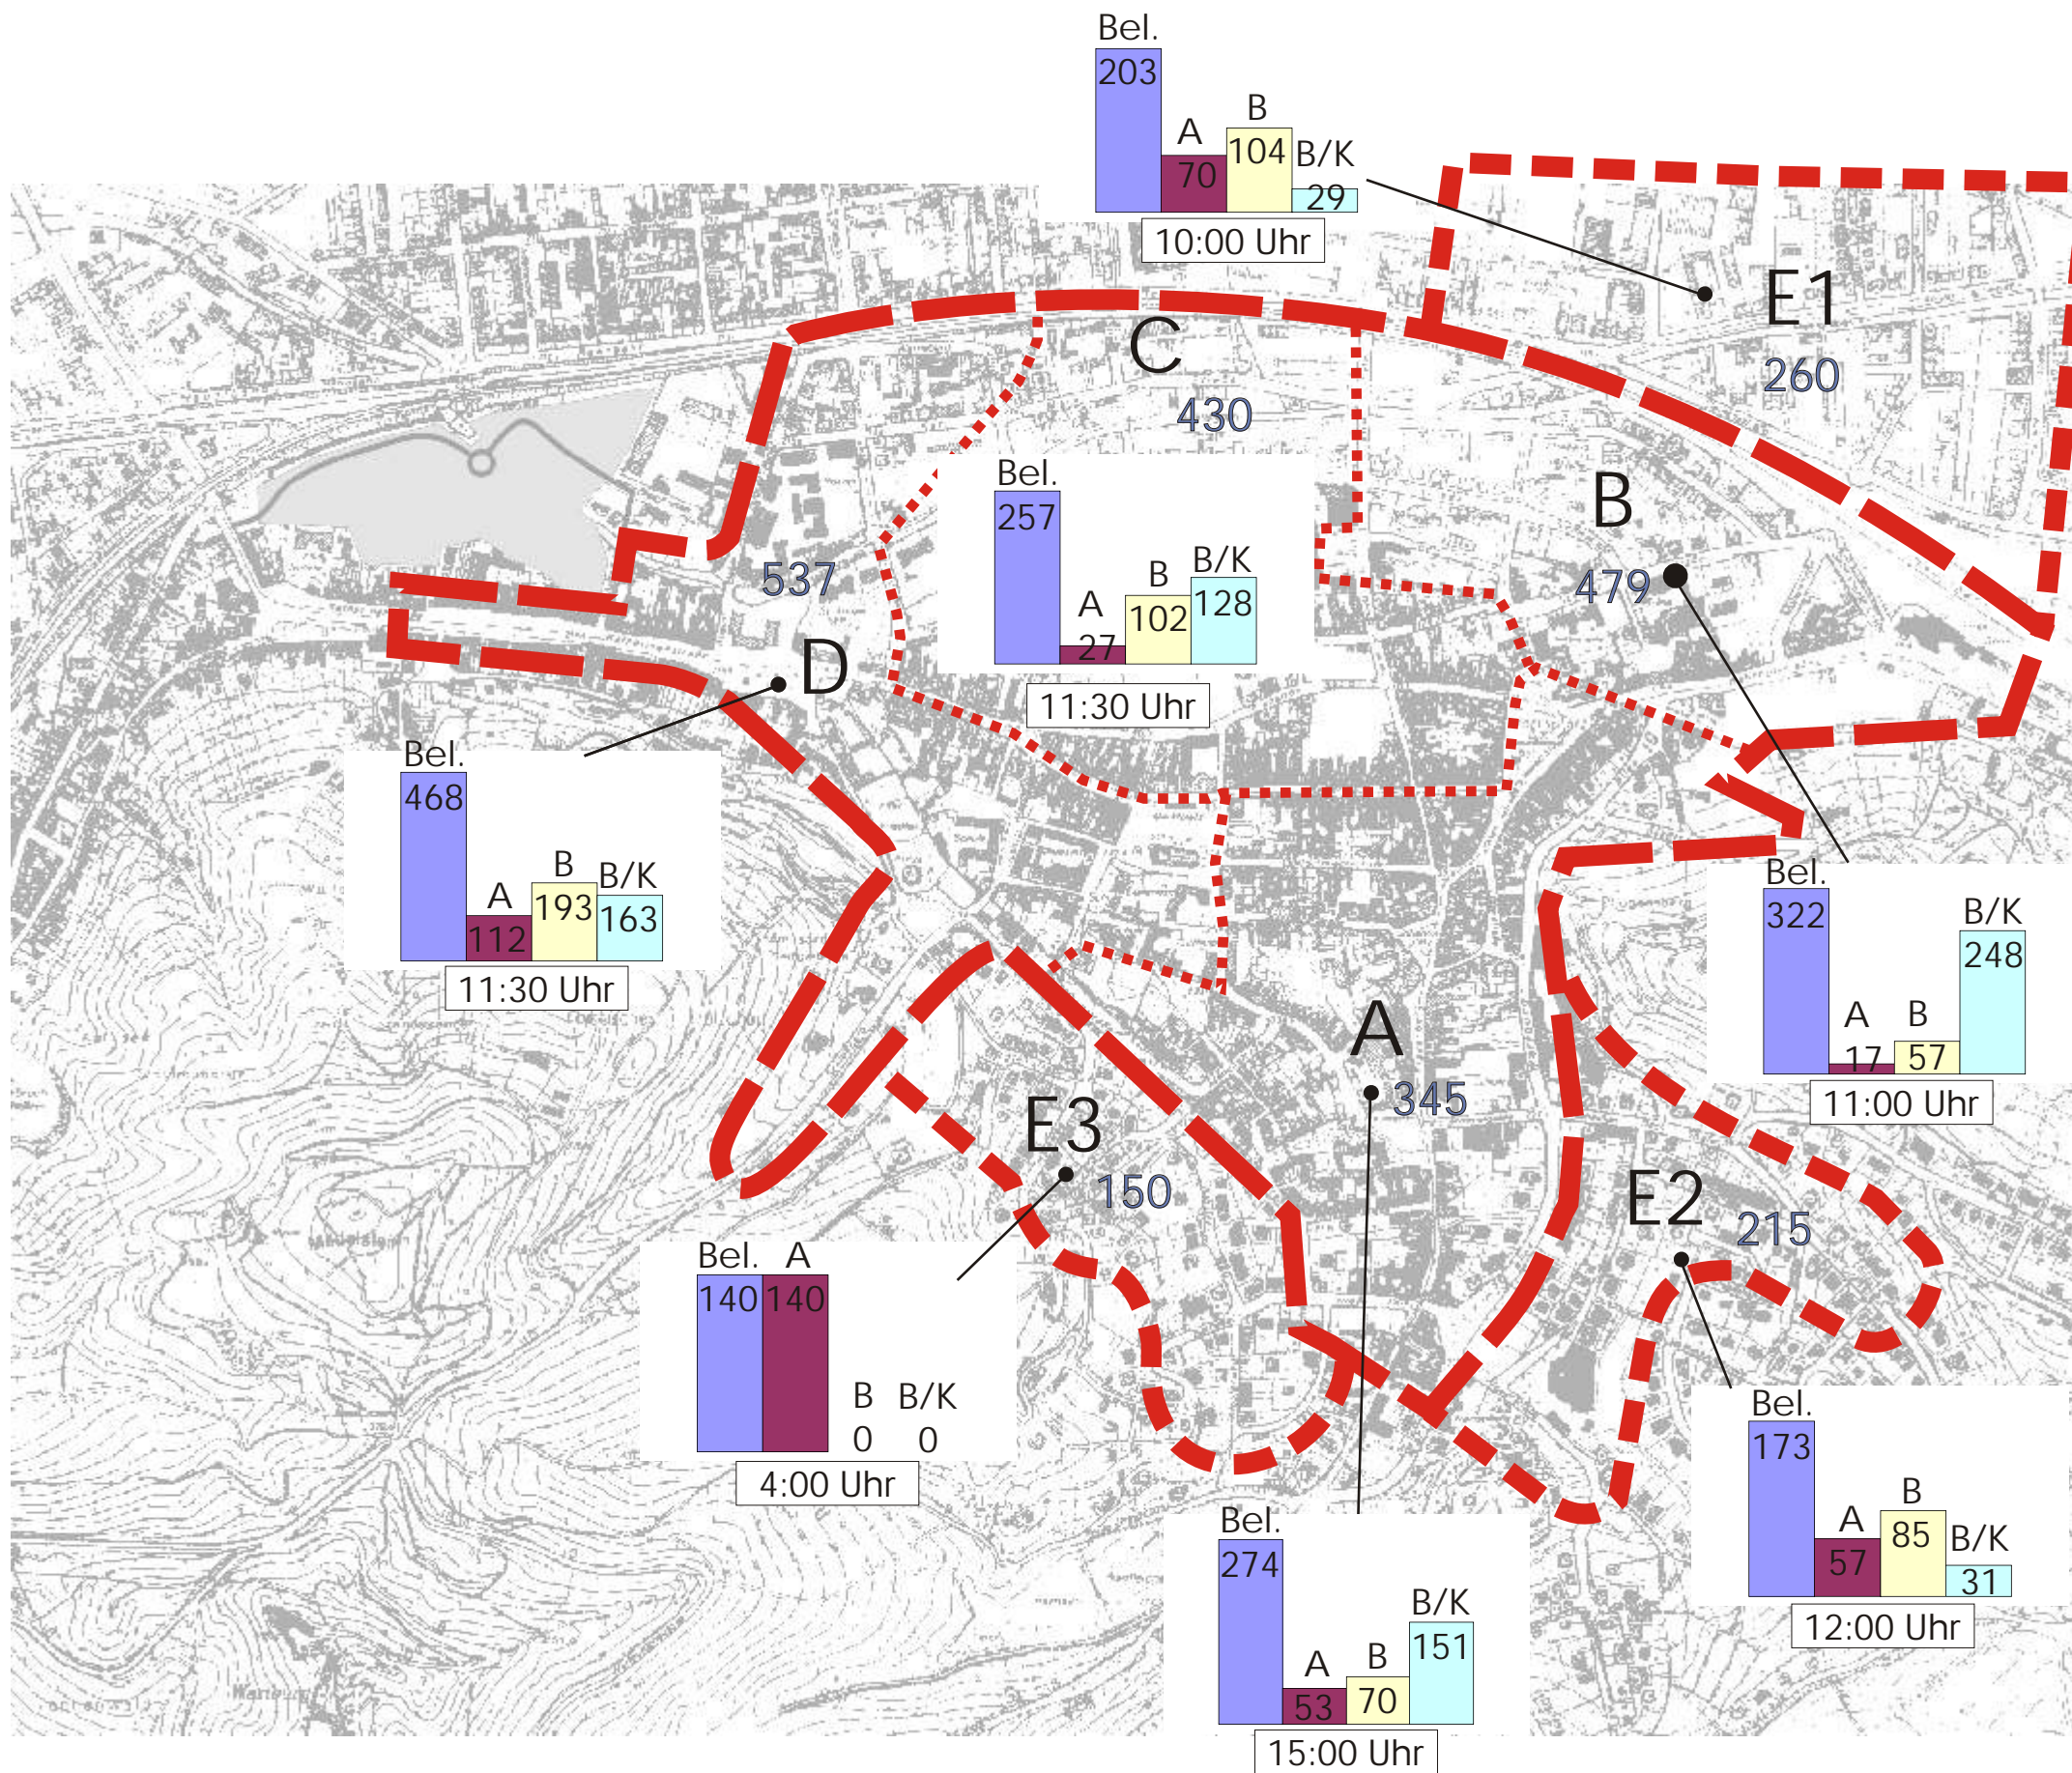 Bel.
203
A
70
B
104
B/K
29
10:00 Uhr
E1
260
C
430
Bel.
257
A
27
B
102
B/K
128
11:30 Uhr
B
479
537
D
Bel.
468
A
112
B
193
B/K
163
11:30 Uhr
Bel.
322
A
17
B
57
B/K
248
11:00 Uhr
A
345
E3
150
E2
215
Bel.
140
A
140
B
0
B/K
0
4:00 Uhr
Bel.
173
A
57
B
85
B/K
31
12:00 Uhr
Bel.
274
A
53
B
70
B/K
151
15:00 Uhr